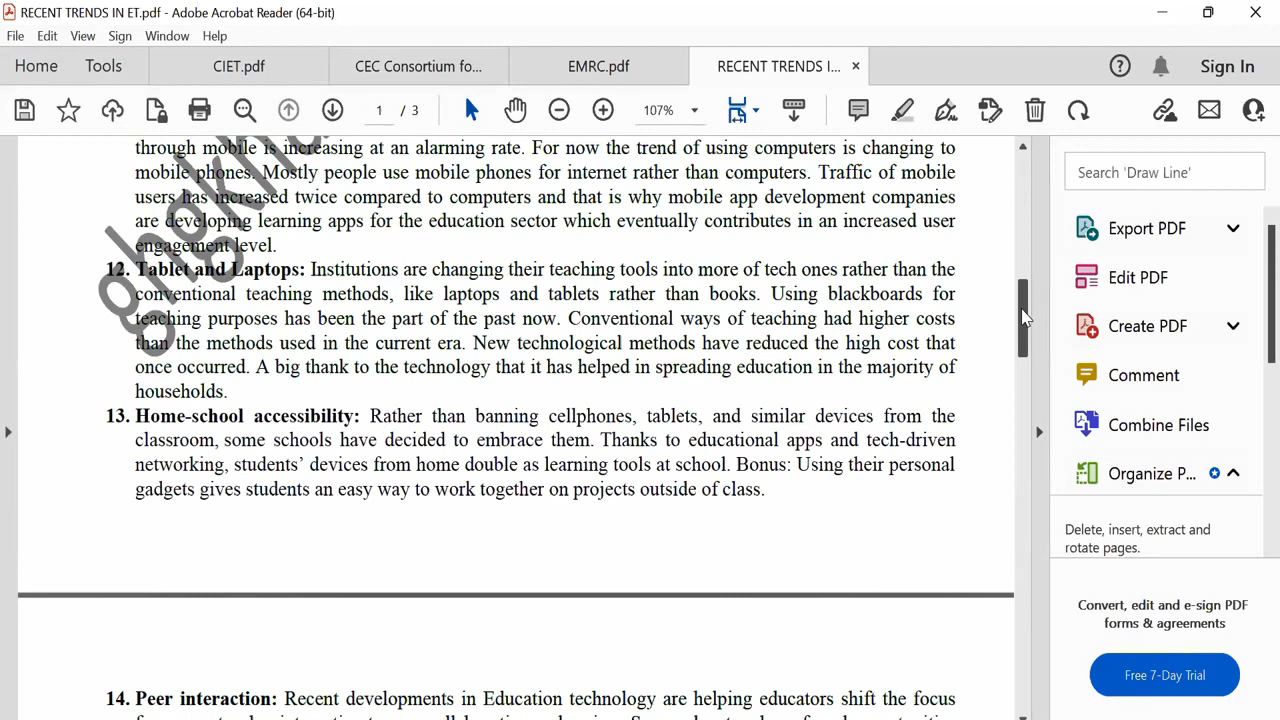 RECENT TRENDS IN ET.pdf - Adobe Acrobat Reader (64-bit)
File Edit View Sign Window Help
Home Tools CIET.pdf CEC Consortium fo... EMRC.pdf RECENT TRENDS I... × Sign In
1 / 3 107%
through mobile is increasing at an alarming rate. For now the trend of using computers is changing to
mobile phones. Mostly people use mobile phones for internet rather than computers. Traffic of mobile
users has increased twice compared to computers and that is why mobile app development companies
are developing learning apps for the education sector which eventually contributes in an increased user
engagement level.
12. Tablet and Laptops: Institutions are changing their teaching tools into more of tech ones rather than the
conventional teaching methods, like laptops and tablets rather than books. Using blackboards for
teaching purposes has been the part of the past now. Conventional ways of teaching had higher costs
than the methods used in the current era. New technological methods have reduced the high cost that
once occurred. A big thank to the technology that it has helped in spreading education in the majority of
households.
13. Home-school accessibility: Rather than banning cellphones, tablets, and similar devices from the
classroom, some schools have decided to embrace them. Thanks to educational apps and tech-driven
networking, students' devices from home double as learning tools at school. Bonus: Using their personal
gadgets gives students an easy way to work together on projects outside of class.
14. Peer interaction: Recent developments in Education technology are helping educators shift the focus
Search 'Draw Line'
Export PDF
Edit PDF
Create PDF
Comment
Combine Files
Organize P...
Delete, insert, extract and
rotate pages.
Convert, edit and e-sign PDF
forms & agreements
Free 7-Day Trial